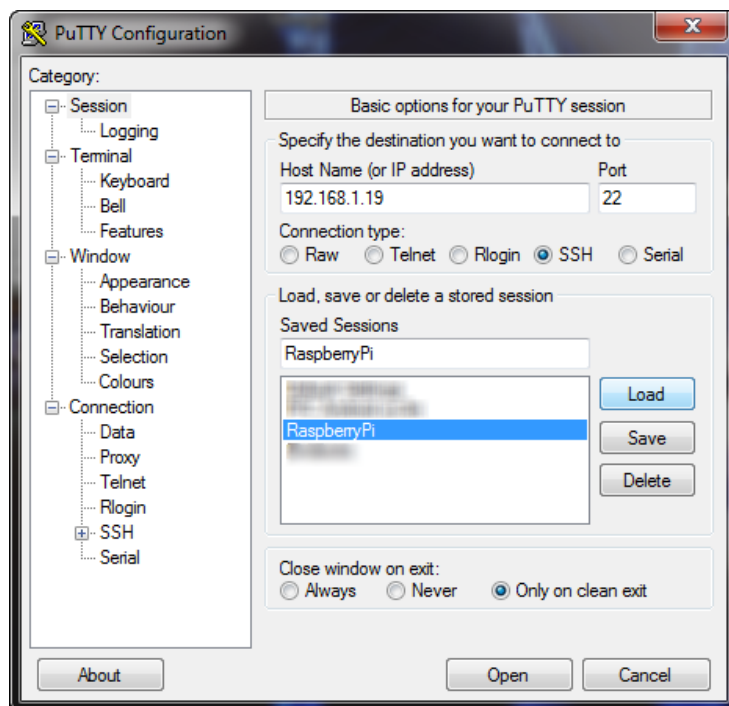 PuTTY Configuration
Category:
Session
Logging
Terminal
Keyboard
Bell
Features
Window
Appearance
Behaviour
Translation
Selection
Colours
Connection
Data
Proxy
Telnet
Rlogin
SSH
Serial
Basic options for your PuTTY session
Specify the destination you want to connect to
Host Name (or IP address) Port
192.168.1.19 22
Connection type:
Raw Telnet Rlogin SSH Serial
Load, save or delete a stored session
Saved Sessions
RaspberryPi
Load
RaspberryPi
Save
Delete
Close window on exit:
Always Never Only on clean exit
About Open Cancel